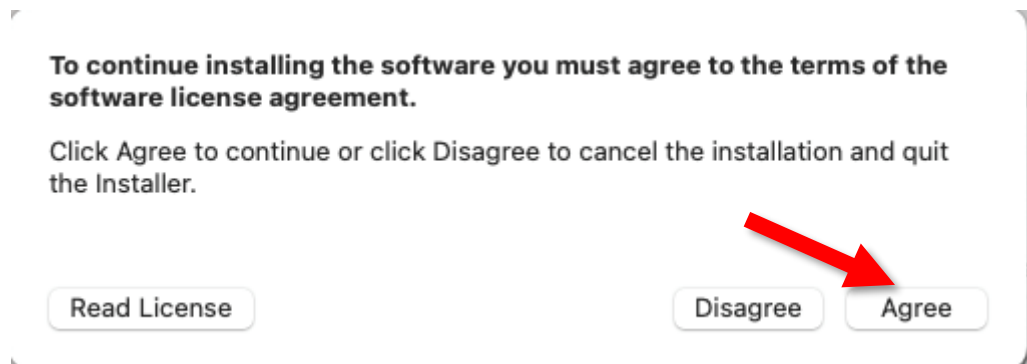 To continue installing the software you must agree to the terms of the
software license agreement.
Click Agree to continue or click Disagree to cancel the installation and quit
the Installer.
Read License
Disagree
Agree